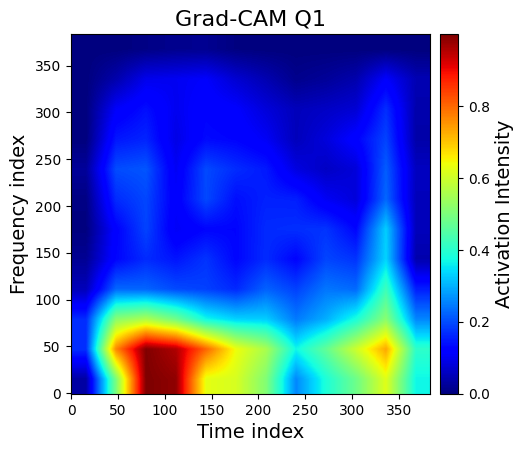 Grad-CAM Q1
Frequency index
350
300
250
200
150
100
50
0
0 50 100 150 200 250 300 350
Time index
0.8
0.6
0.4
0.2
0.0
Activation Intensity